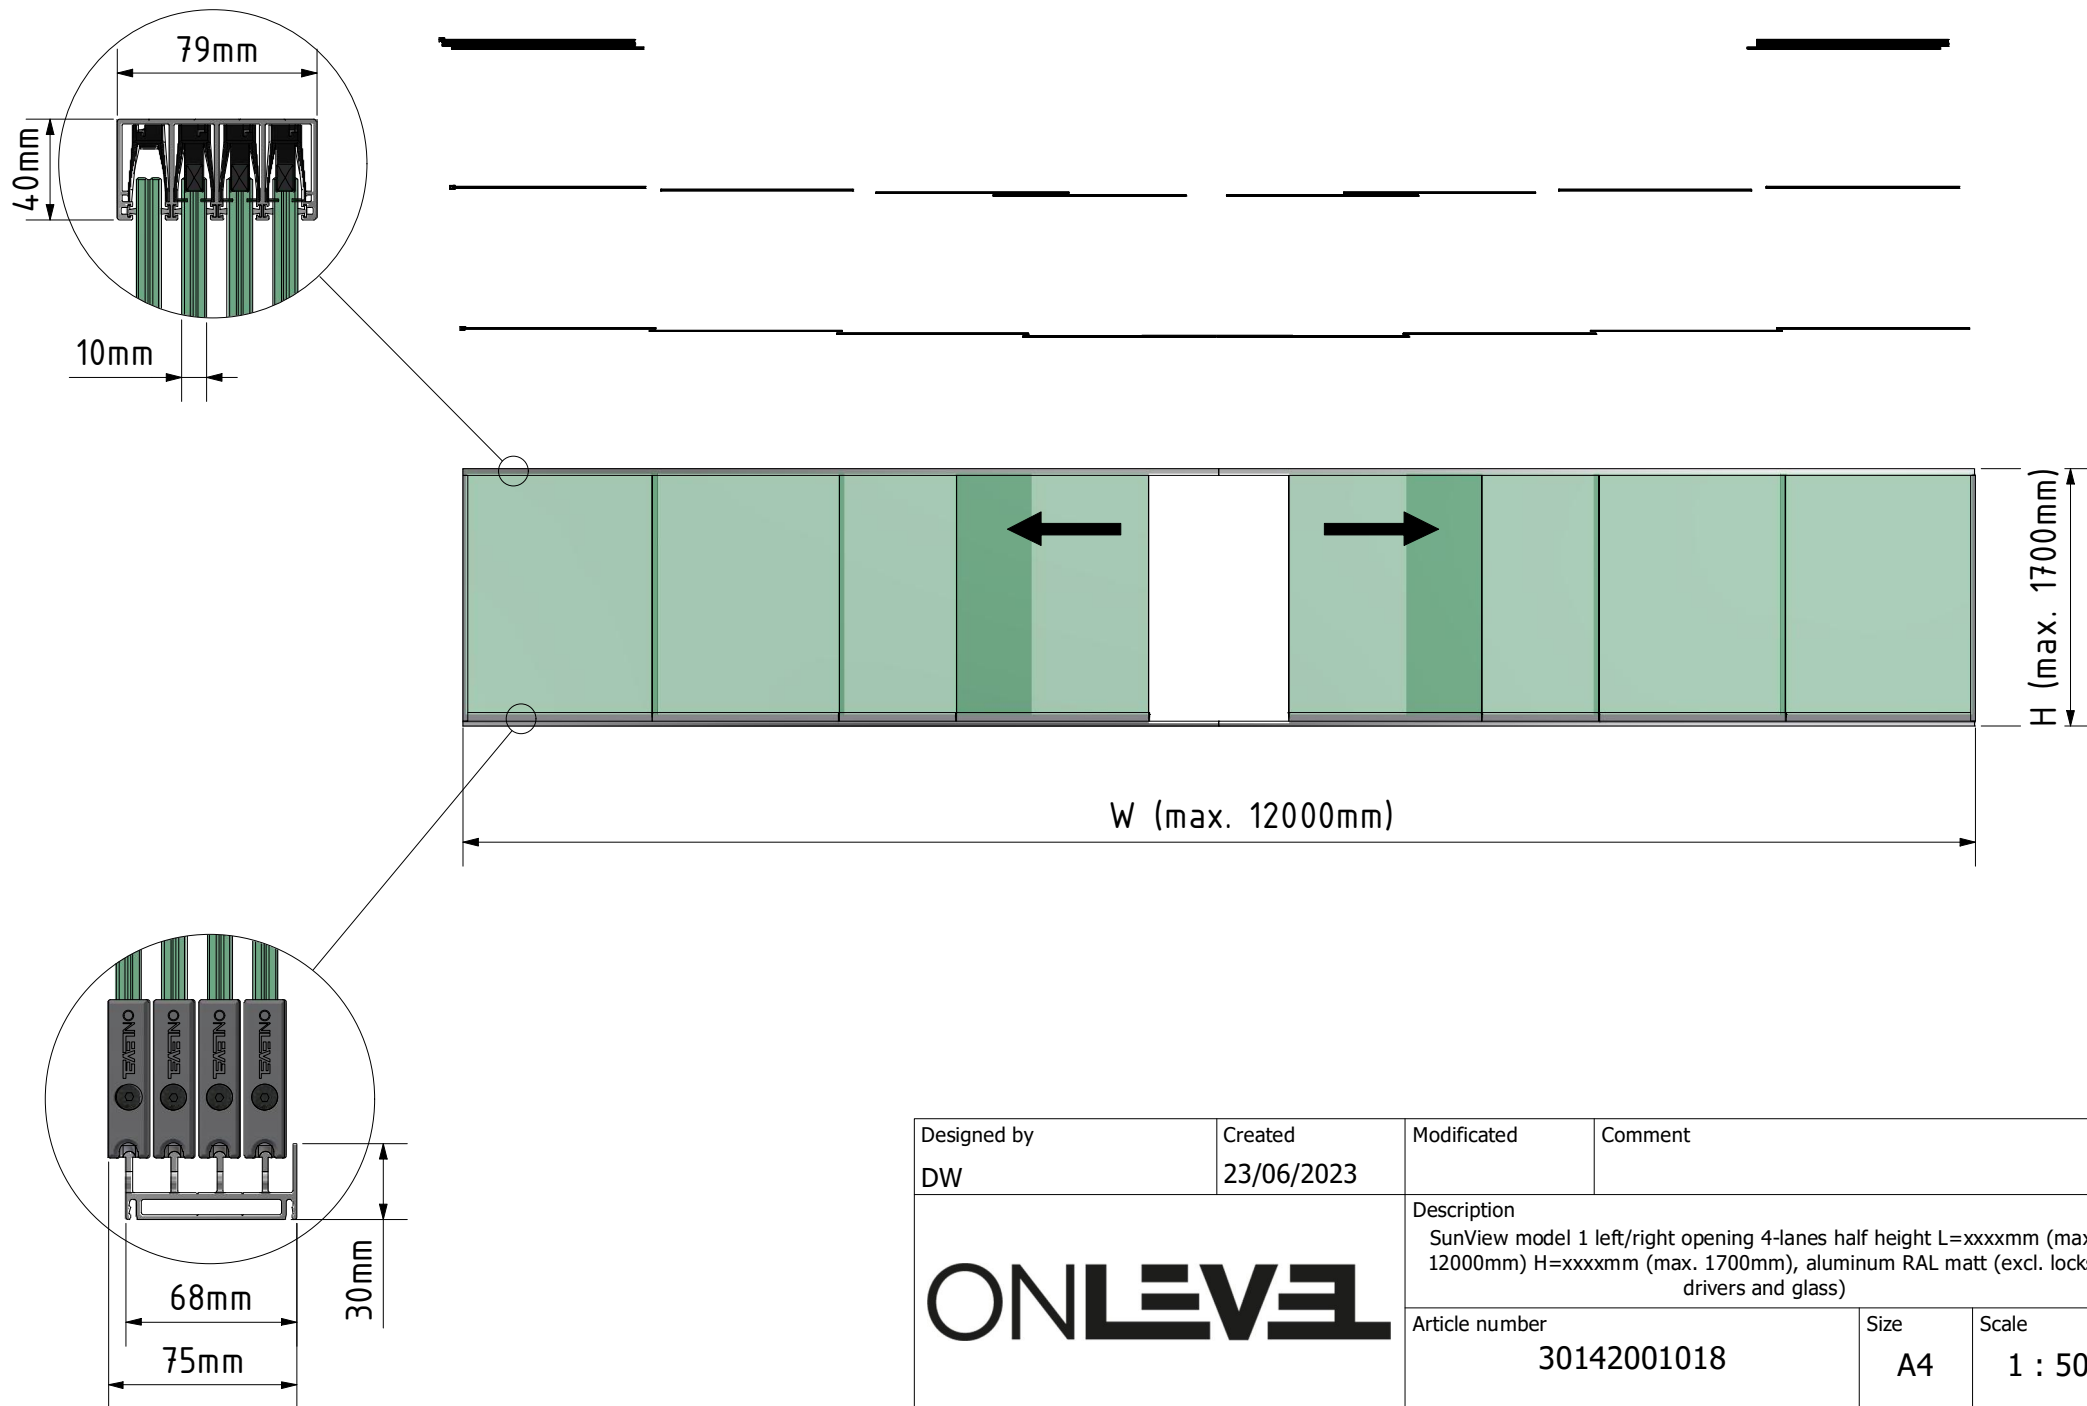 79mm
40mm
10mm
H (max. 1700mm)
W (max. 12000mm)
ONLEVEL
ONLEVEL
ONLEVEL
ONLEVEL
30mm
68mm
75mm
Designed by
DW
Created
23/06/2023
Modificated
Comment
ONLEVEL
Description
SunView model 1 left/right opening 4-lanes half height L=xxxxmm (max
12000mm) H=xxxxmm (max. 1700mm), aluminum RAL matt (excl. locks
drivers and glass)
Article number
30142001018
Size
A4
Scale
1 : 50